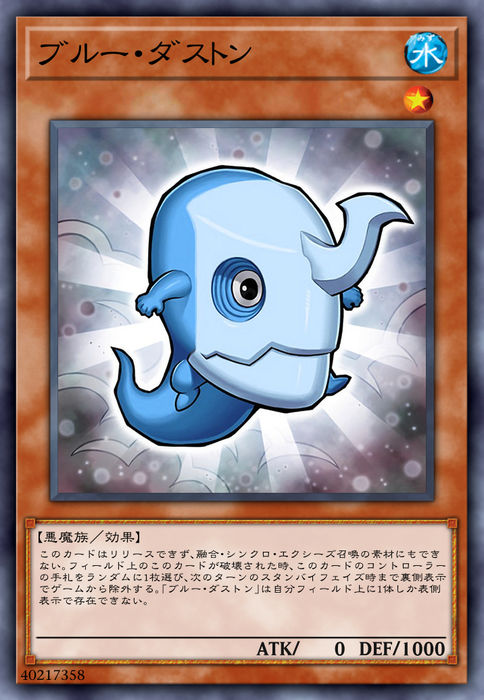 ブルー・ダストン
みず
水
【悪魔族／効果】
このカードはリリースできず、融合・シンクロ・エクシーズ召喚の素材にもでき
ない。フィールド上のこのカードが破壊された時、このカードのコントローラー
の手札をランダムに1枚選び、次のターンのスタンバイフェイズ時まで裏側表示
でゲームから除外する。「ブルー・ダストン」は自分フィールド上に1体しか表側
表示で存在できない。
ATK/ 0 DEF/1000
40217358